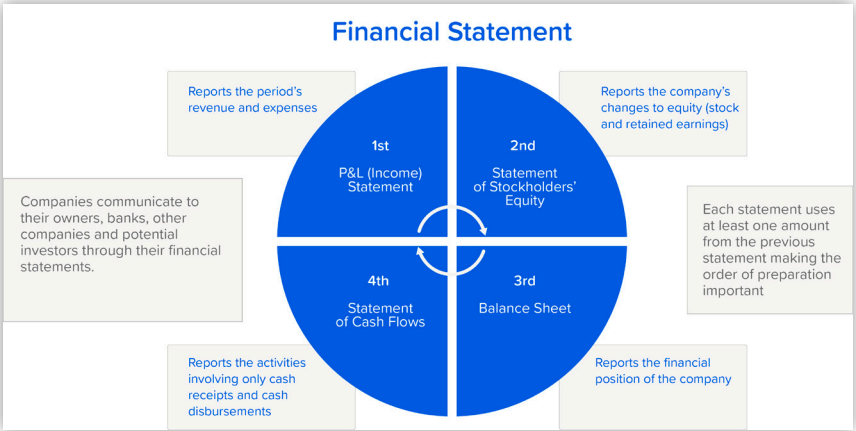 Financial Statement
Reports the period's
revenue and expenses
Reports the company's
changes to equity (stock
and retained earnings)
1st
P&L (Income)
Statement
2nd
Statement
of Stockholders'
Equity
Companies communicate to
their owners, banks, other
companies and potential
investors through their financial
statements.
Each statement uses
at least one amount
from the previous
statement making the
order of preparation
important
4th
Statement
of Cash Flows
3rd
Balance Sheet
Reports the activities
involving only cash
receipts and cash
disbursements
Reports the financial
position of the company